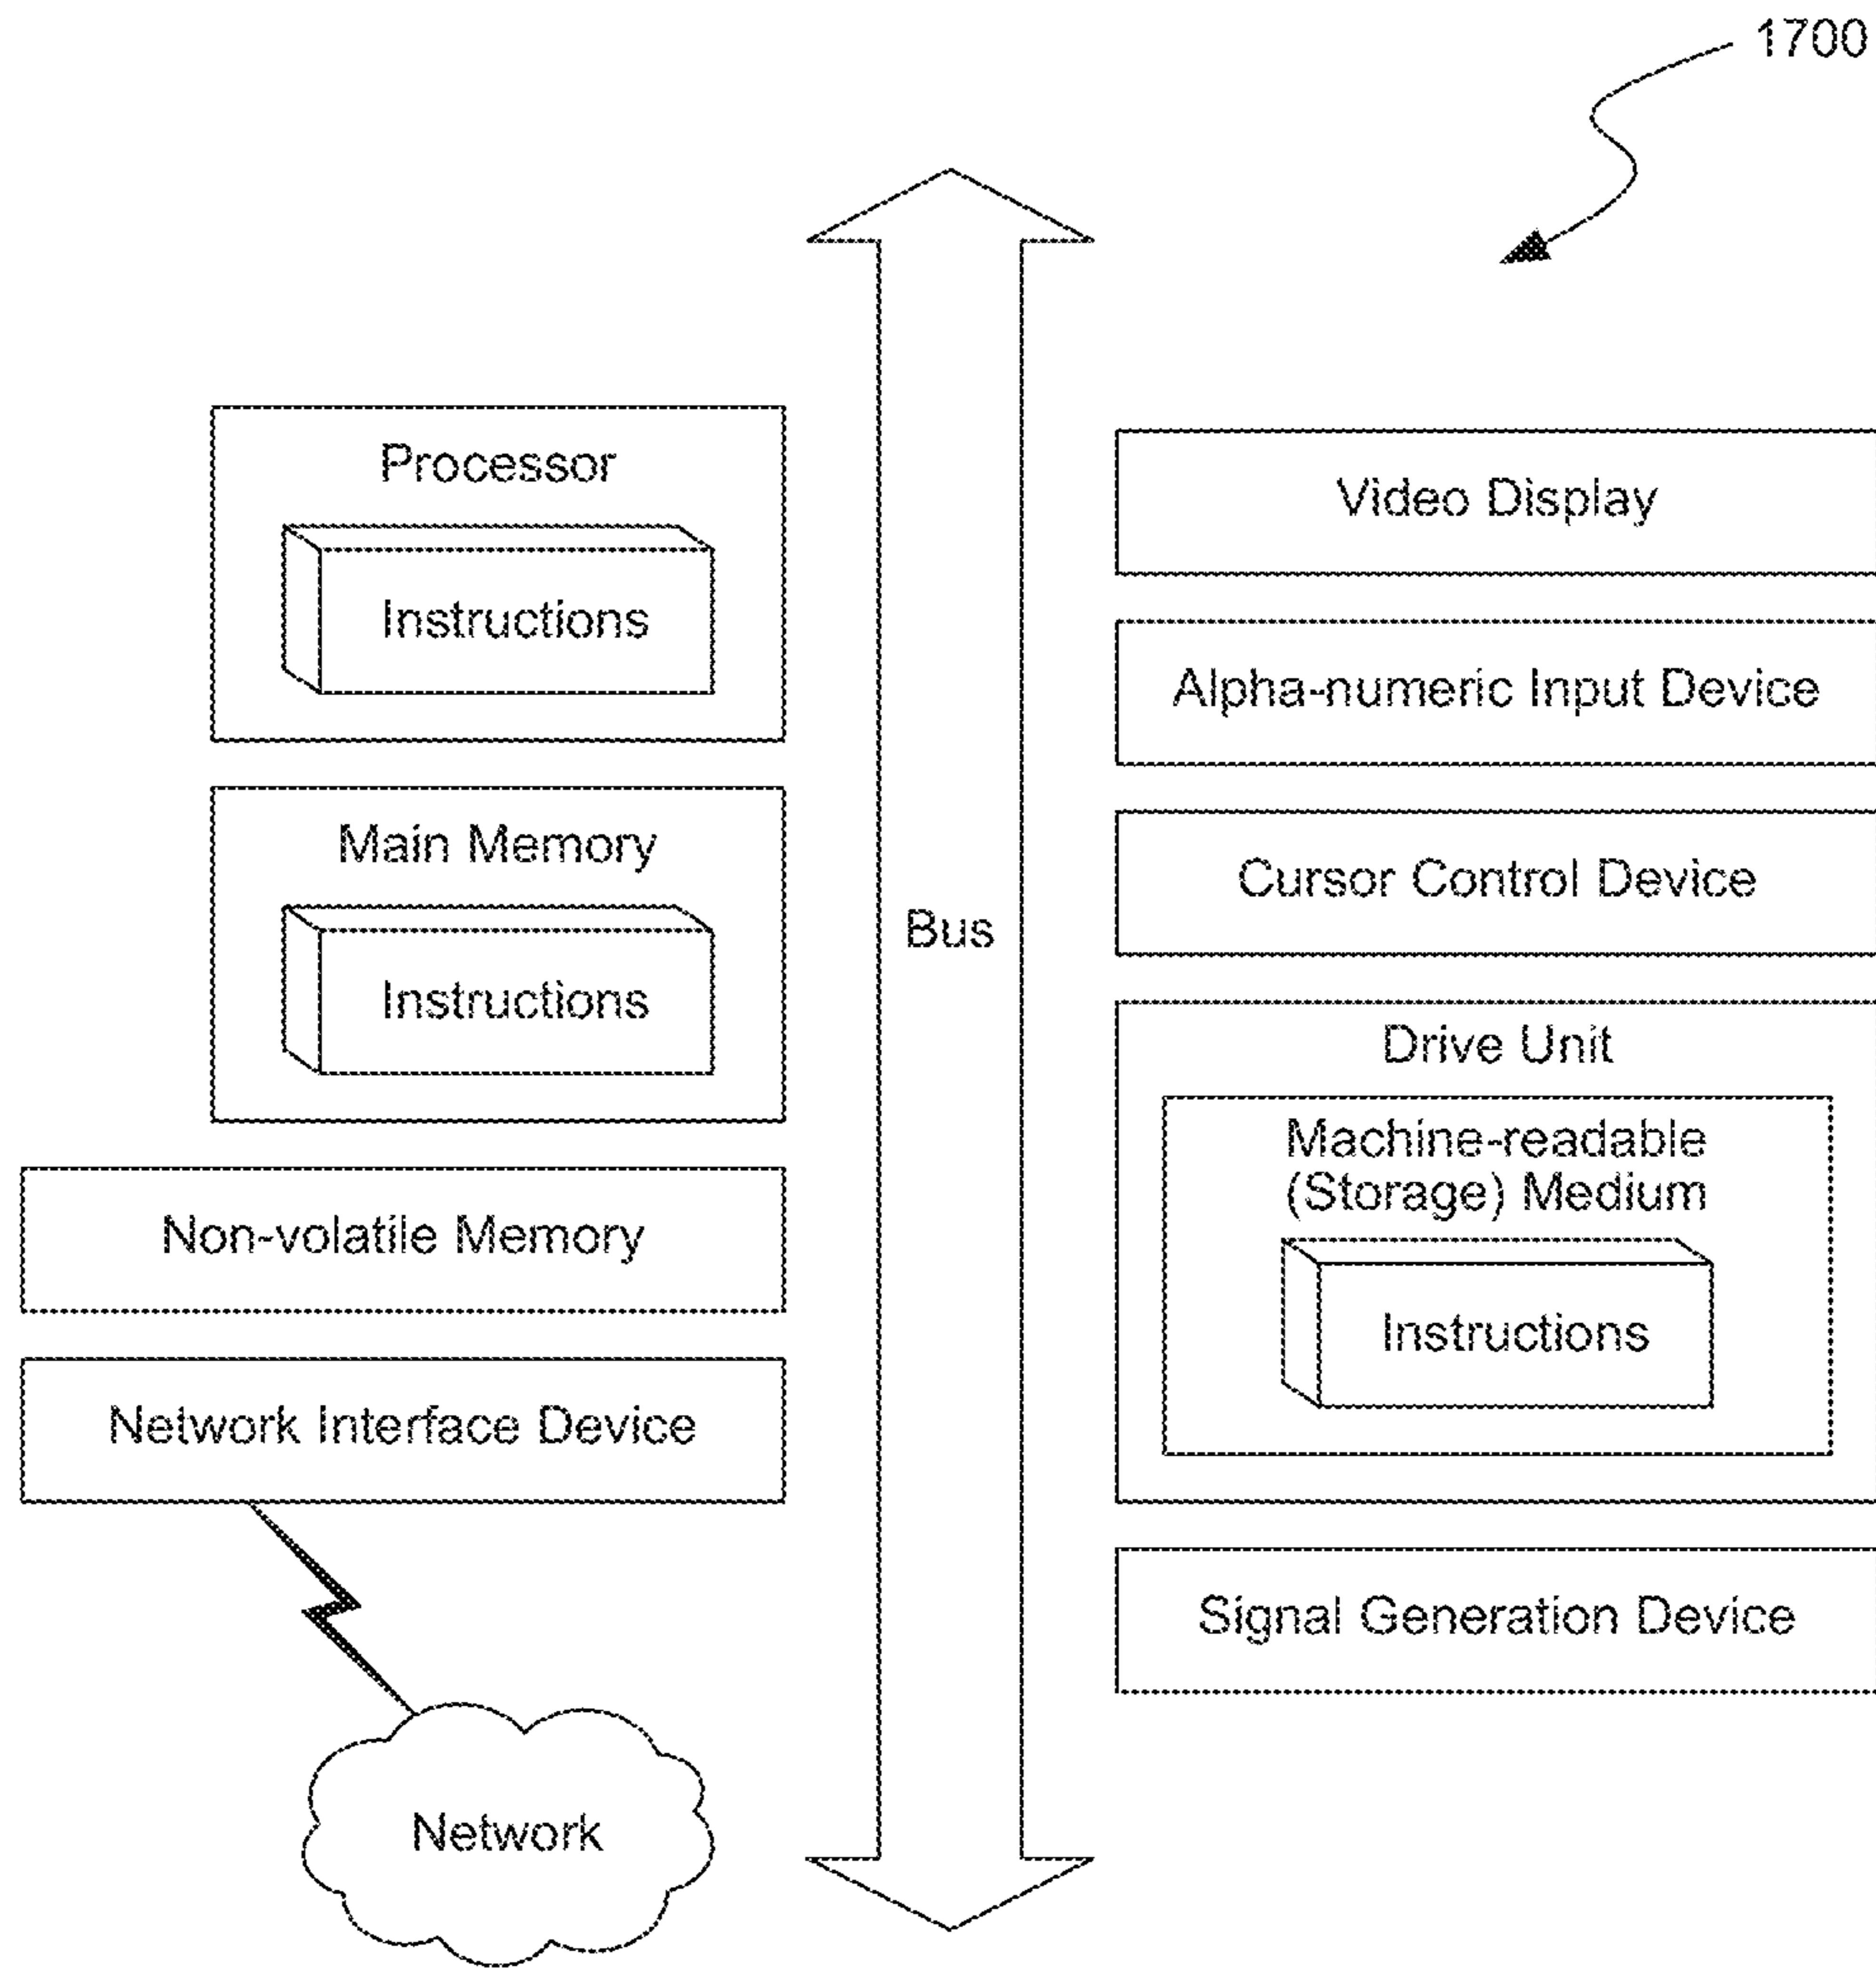 1700
Processor
Instructions
Main Memory
Instructions
Non-volatile Memory
Network Interface Device
Network
Bus
Video Display
Alpha-numeric Input Device
Cursor Control Device
Drive Unit
Machine-readable
(Storage) Medium
Instructions
Signal Generation Device